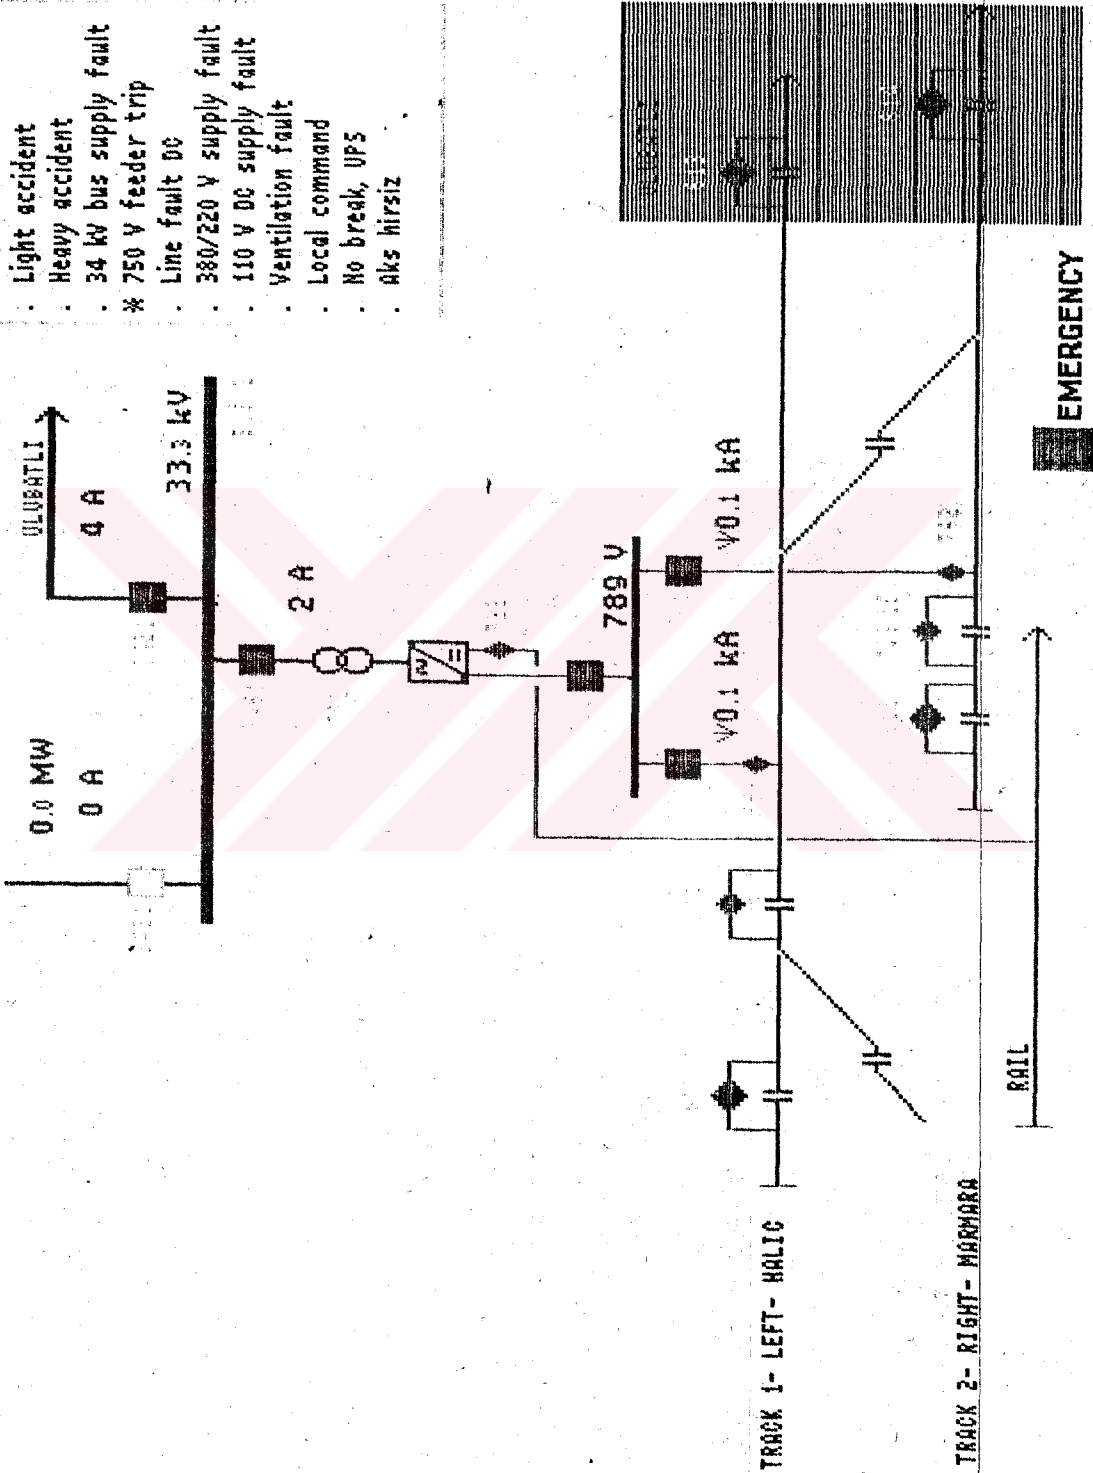 . Light accident
. Heavy accident
. 34 kV bus supply fault
* 750 V feeder trip
. Line fault DC
. 380/220 V supply fault
. 110 V DC supply fault
. Ventilation fault
. Local command
. No break, UPS
. Aks hirsiz
ULUBATLI
0.0 MW
0 A
4 A
33.3 kV
2 A
789 V
V0.1 kA
V0.1 kA
TRACK 1- LEFT- HALIC
TRACK 2- RIGHT- MARMARA
RAIL
EMERGENCY